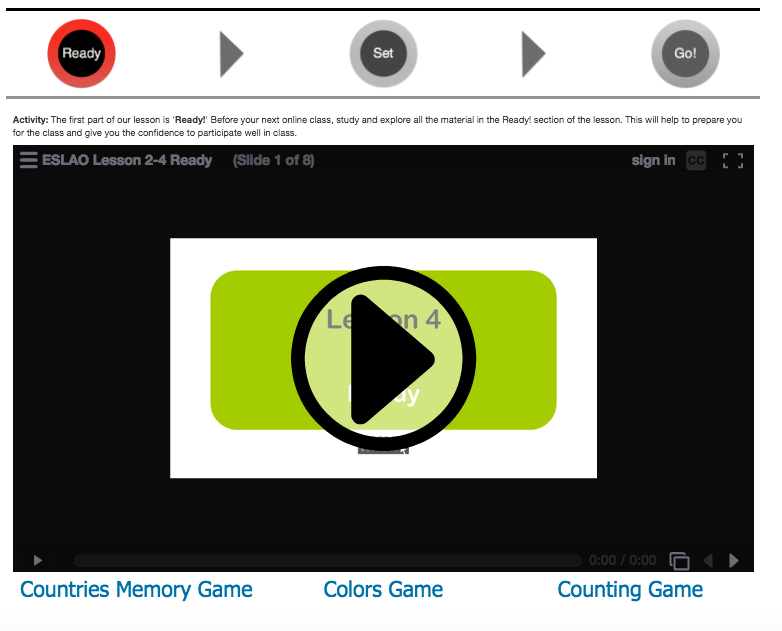 Ready Set Go!
Activity: The first part of our lesson is 'Ready!' Before your next online class, study and explore all the material in the Ready! section of the lesson. This will help to prepare you
for the class and give you the confidence to participate well in class.
ESLAO Lesson 2-4 Ready (Slide 1 of 8) sign in CC
Lesson 4
Ready
0:00 / 0:00
Countries Memory Game Colors Game Counting Game